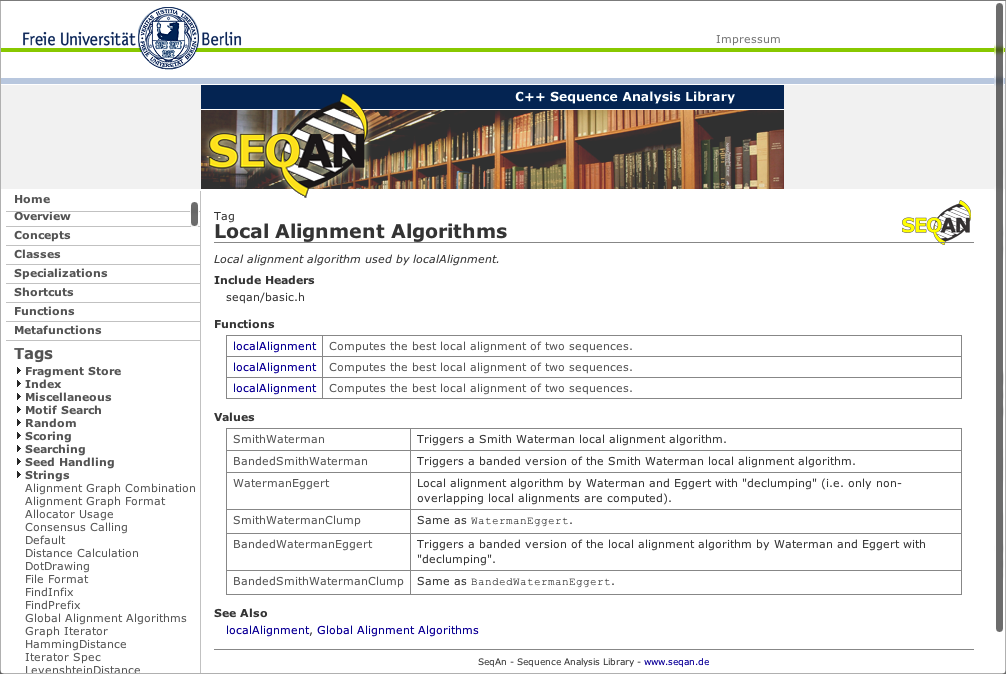 Freie Universität Berlin
Impressum
C++ Sequence Analysis Library
SEQAN
Home
Overview
Concepts
Classes
Specializations
Shortcuts
Functions
Metafunctions
Tags
Fragment Store
Index
Miscellaneous
Motif Search
Random
Scoring
Searching
Seed Handling
Strings
Alignment Graph Combination
Alignment Graph Format
Allocator Usage
Consensus Calling
Default
Distance Calculation
DotDrawing
File Format
FindInfix
FindPrefix
Global Alignment Algorithms
Graph Iterator
HammingDistance
Iterator Spec
LevenshteinDistance
Tag
Local Alignment Algorithms
SEQAN
Local alignment algorithm used by localAlignment.
Include Headers
seqan/basic.h
Functions
localAlignment Computes the best local alignment of two sequences.
localAlignment Computes the best local alignment of two sequences.
localAlignment Computes the best local alignment of two sequences.
Values
SmithWaterman Triggers a Smith Waterman local alignment algorithm.
BandedSmithWaterman Triggers a banded version of the Smith Waterman local alignment algorithm.
WatermanEggert Local alignment algorithm by Waterman and Eggert with "declumping" (i.e. only non-
overlapping local alignments are computed).
SmithWatermanClump Same as WatermanEggert.
BandedWatermanEggert Triggers a banded version of the local alignment algorithm by Waterman and Eggert with
"declumping".
BandedSmithWatermanClump Same as BandedWatermanEggert.
See Also
localAlignment, Global Alignment Algorithms
SeqAn - Sequence Analysis Library - www.seqan.de